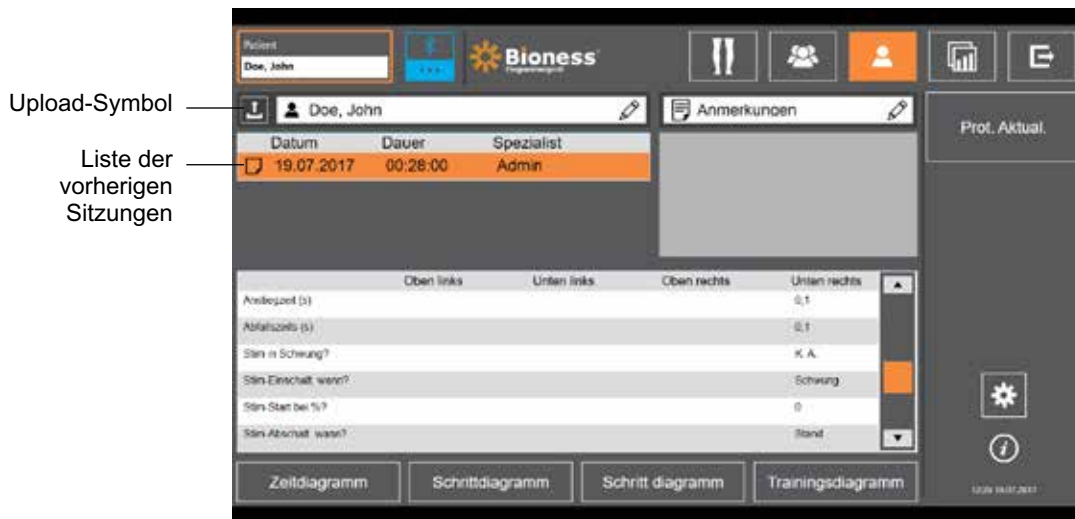 Upload-Symbol
Liste der
vorherigen
Sitzungen
Patient
Doe, John
Bioness
Doe, John
Anmerkungen
Prot. Aktual.
Datum Dauer Spezialist
19.07.2017 00:28:00 Admin
Oben links Unten links Oben rechts Unten rechts
Anstiegzeit (s) 0,1
Abfallszeits (s) 0,1
Stim in Schwung? K. A.
Stim-Einschalt. wann? Schwung
Stim-Start bei %? 0
Stim-Abschalt. wann? Stand
Zeitdiagramm Schrittdiagramm Schritt diagramm Trainingsdiagramm